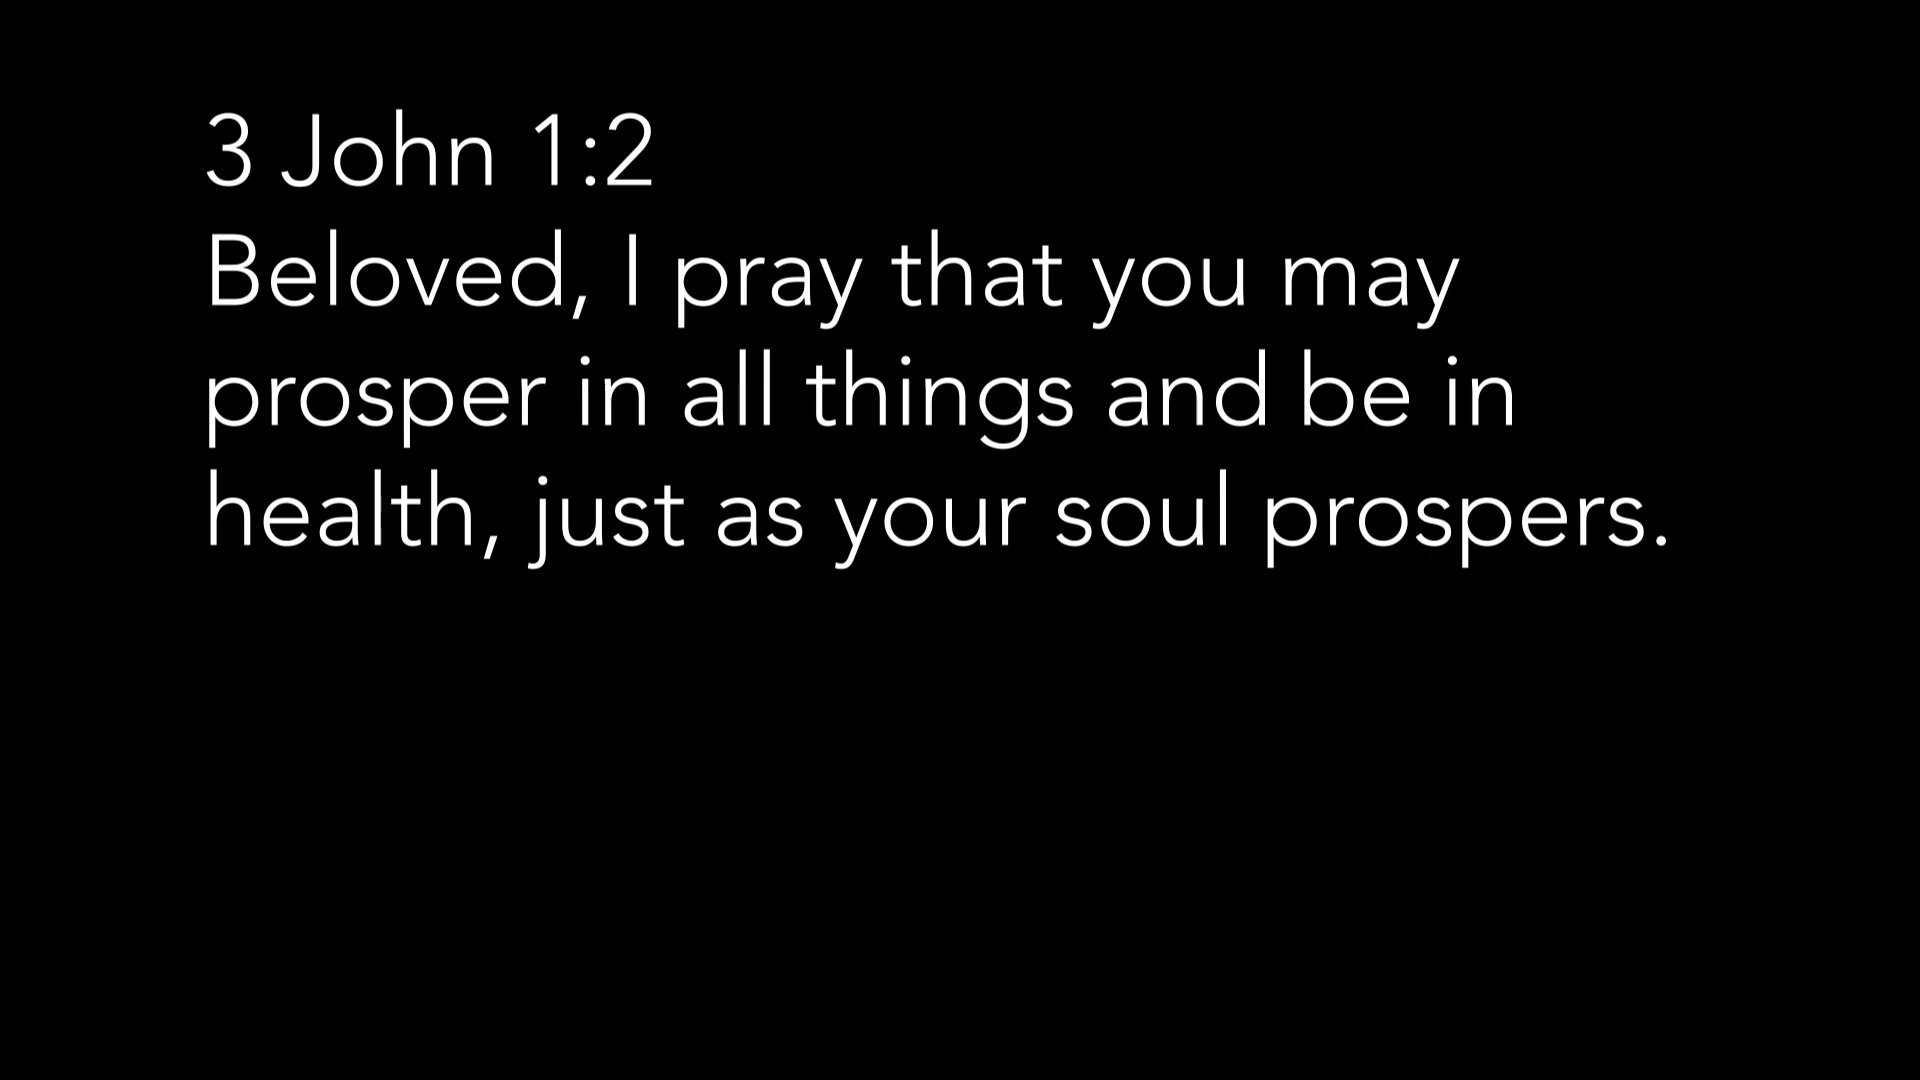 3 John 1:2
Beloved, I pray that you may
prosper in all things and be in
health, just as your soul prospers.